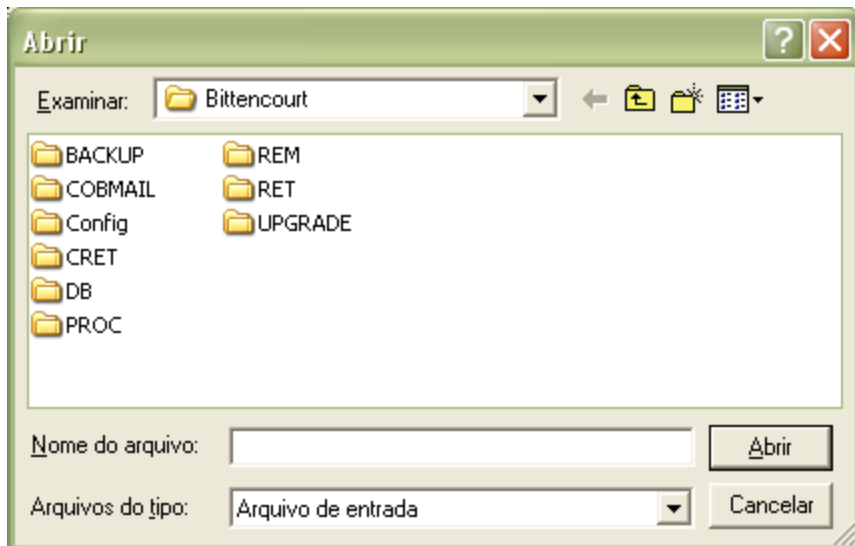 Abrir
Examinar: Bittencourt
BACKUP REM
COBMAIL RET
Config UPGRADE
CRET
DB
PROC
Nome do arquivo: Abrir
Arquivos do tipo: Arquivo de entrada Cancelar